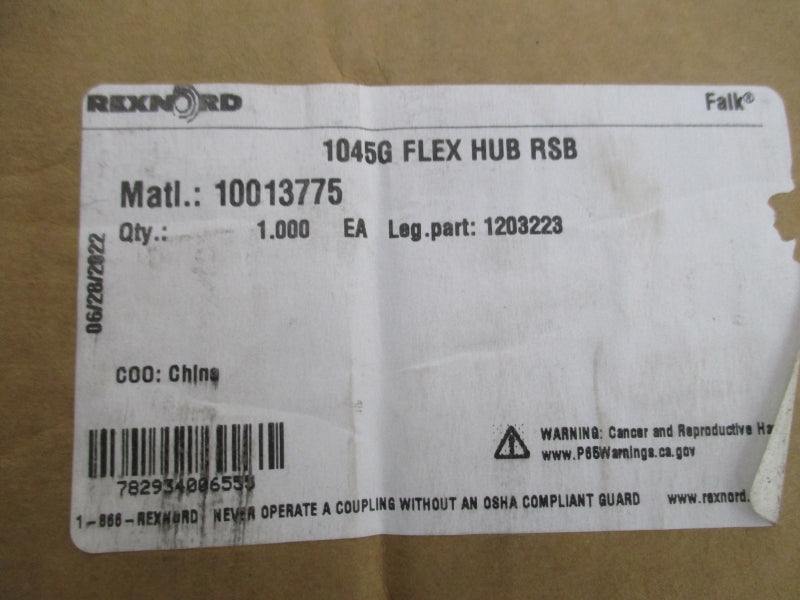 REXNORD
Falk®
1045G FLEX HUB RSB
Matl.: 10013775
Qty.: 1.000 EA Leg.part: 1203223
06/28/2022
COO: China
WARNING: Cancer and Reproductive
www.P65Warnings.ca.gov
782934006535
1-866-REXNORD NEVER OPERATE A COUPLING WITHOUT AN OSHA COMPLIANT GUARD www.rexnord.